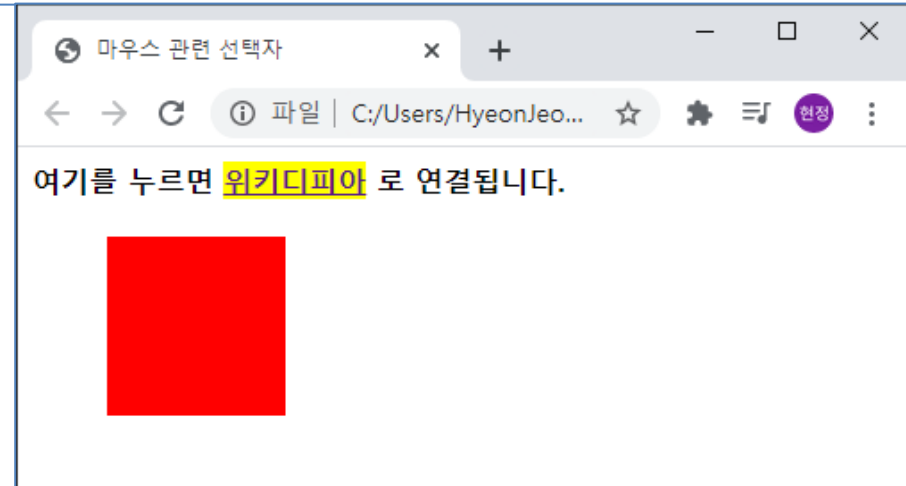 마우스 관련 선택자
파일 | C:/Users/HyeonJeo...
현정
여기를 누르면 위키디피아 로 연결됩니다.